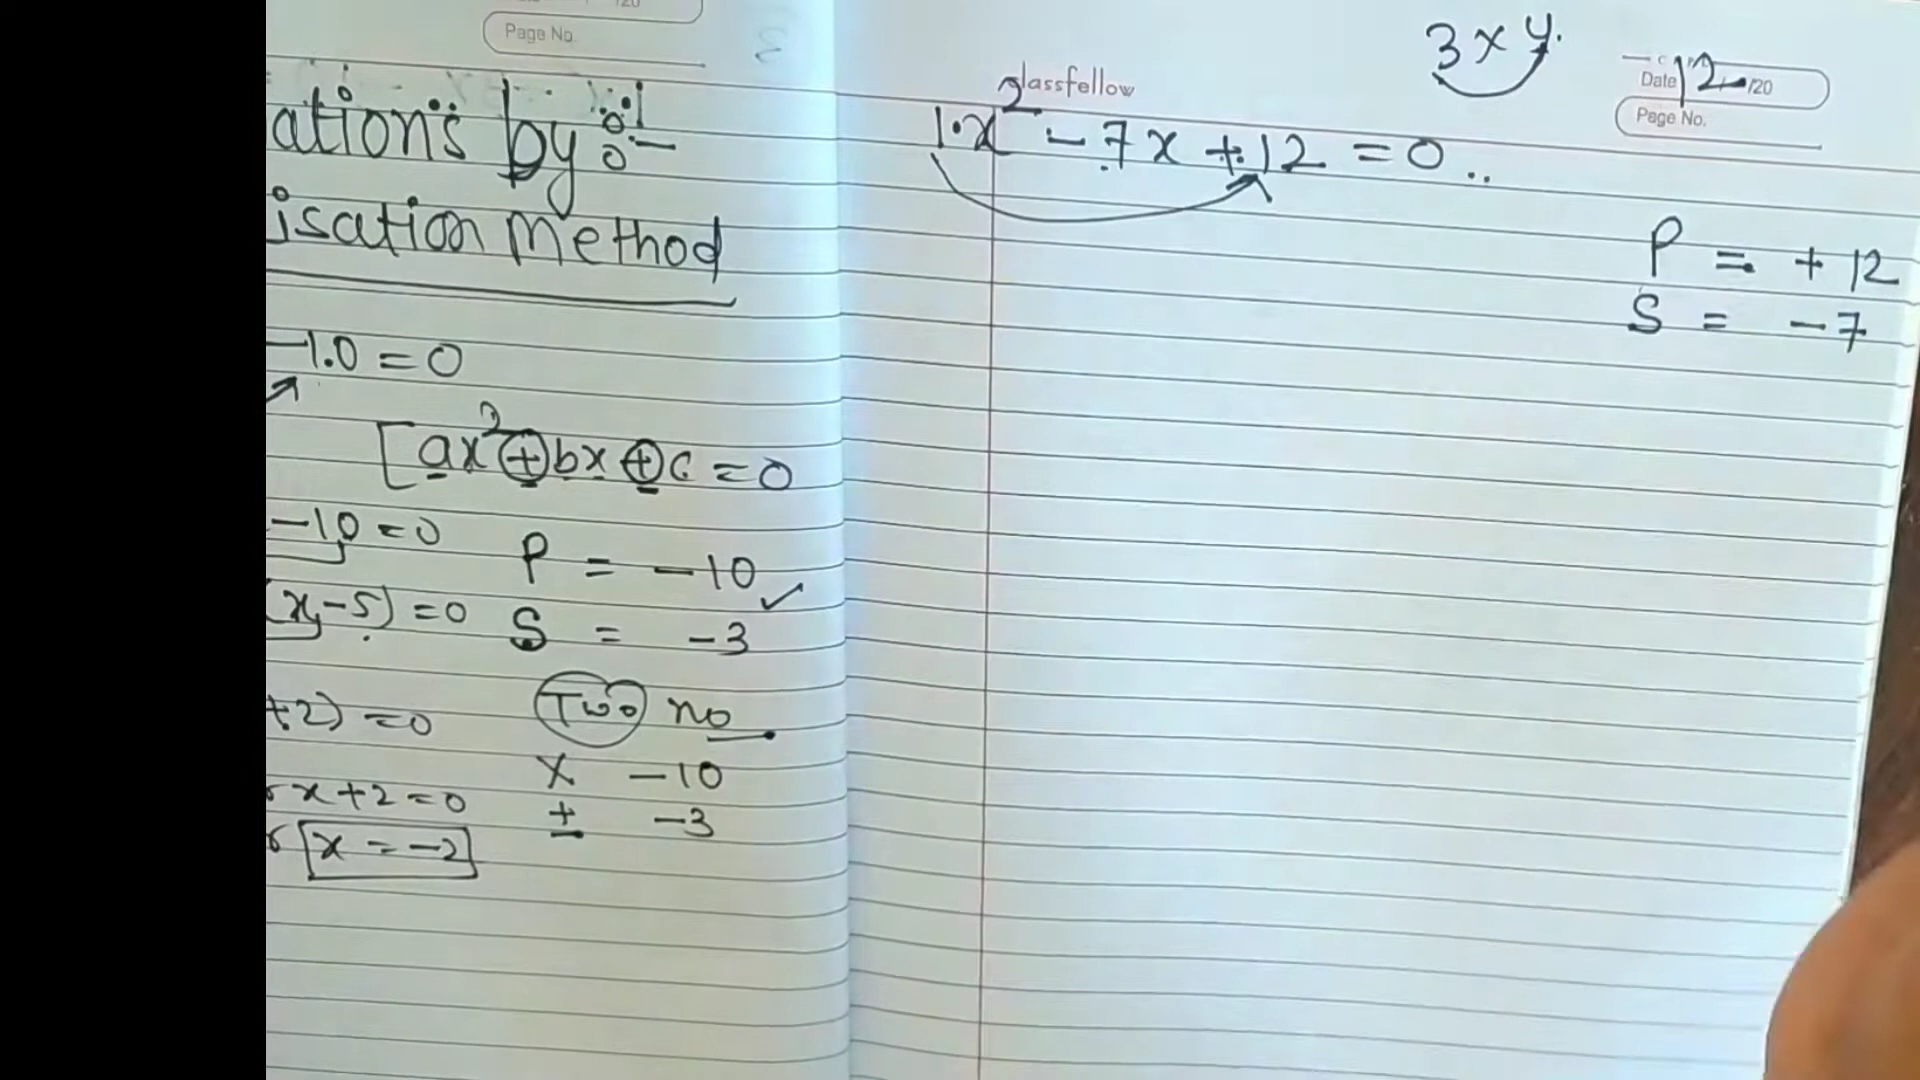 /20
Page No.
ations by :-
isation Method
-10 = 0
[ax² + bx + c = 0
-10 = 0
P = -10 ✓
(x-5) = 0
S = -3
+2) = 0
Two no
x+2 = 0
X -10
± -3
x = -2
3 x 4.
classfellow
Date 12 /20
Page No.
1·x² - 7x + 12 = 0 ..
P = + 12
S = -7